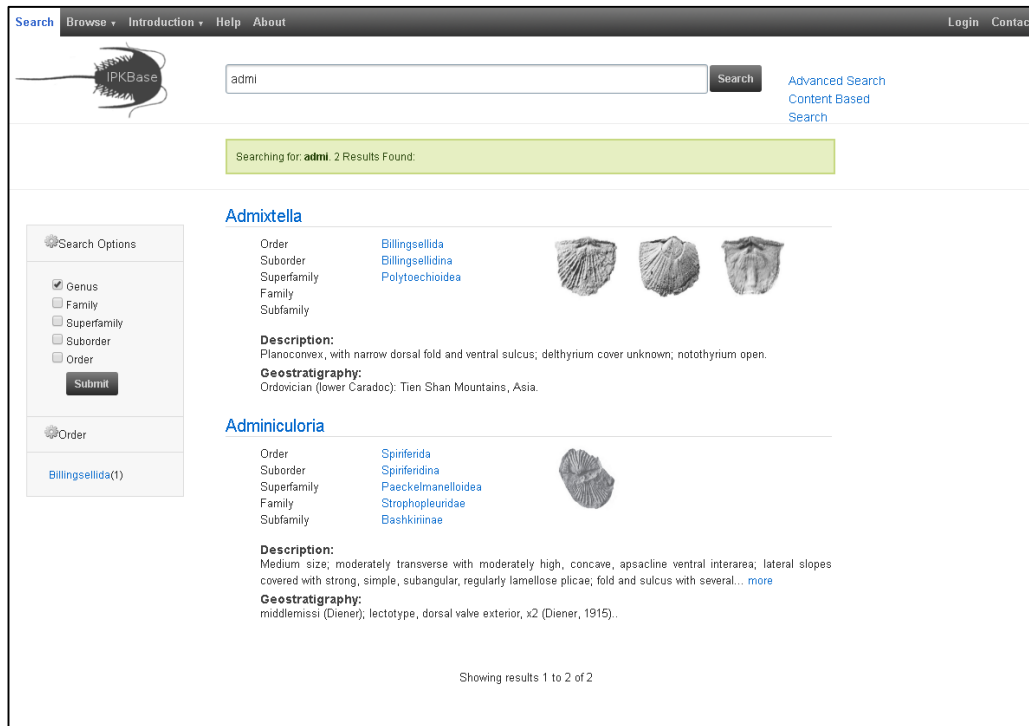 Search Browse Introduction Help About Login Contac
IPKBase
admi
Search
Advanced Search
Content Based
Search
Searching for: admi. 2 Results Found:
Search Options
Genus
Family
Superfamily
Suborder
Order
Submit
Order
Billingsellida(1)
Admixtella
Order Billingsellida
Suborder Billingsellidina
Superfamily Polytoechioidea
Family
Subfamily
Description:
Planoconvex, with narrow dorsal fold and ventral sulcus; delthyrium cover unknown; notothyrium open.
Geostratigraphy:
Ordovician (lower Caradoc): Tien Shan Mountains, Asia.
Adminiculoria
Order Spiriferida
Suborder Spiriferidina
Superfamily Paeckelmanelloidea
Family Strophopleuridae
Subfamily Bashkiriinae
Description:
Medium size; moderately transverse with moderately high, concave, apsacline ventral interarea; lateral slopes
covered with strong, simple, subangular, regularly lamellose plicae; fold and sulcus with several... more
Geostratigraphy:
middlemissi (Diener); lectotype, dorsal valve exterior, x2 (Diener, 1915)..
Showing results 1 to 2 of 2